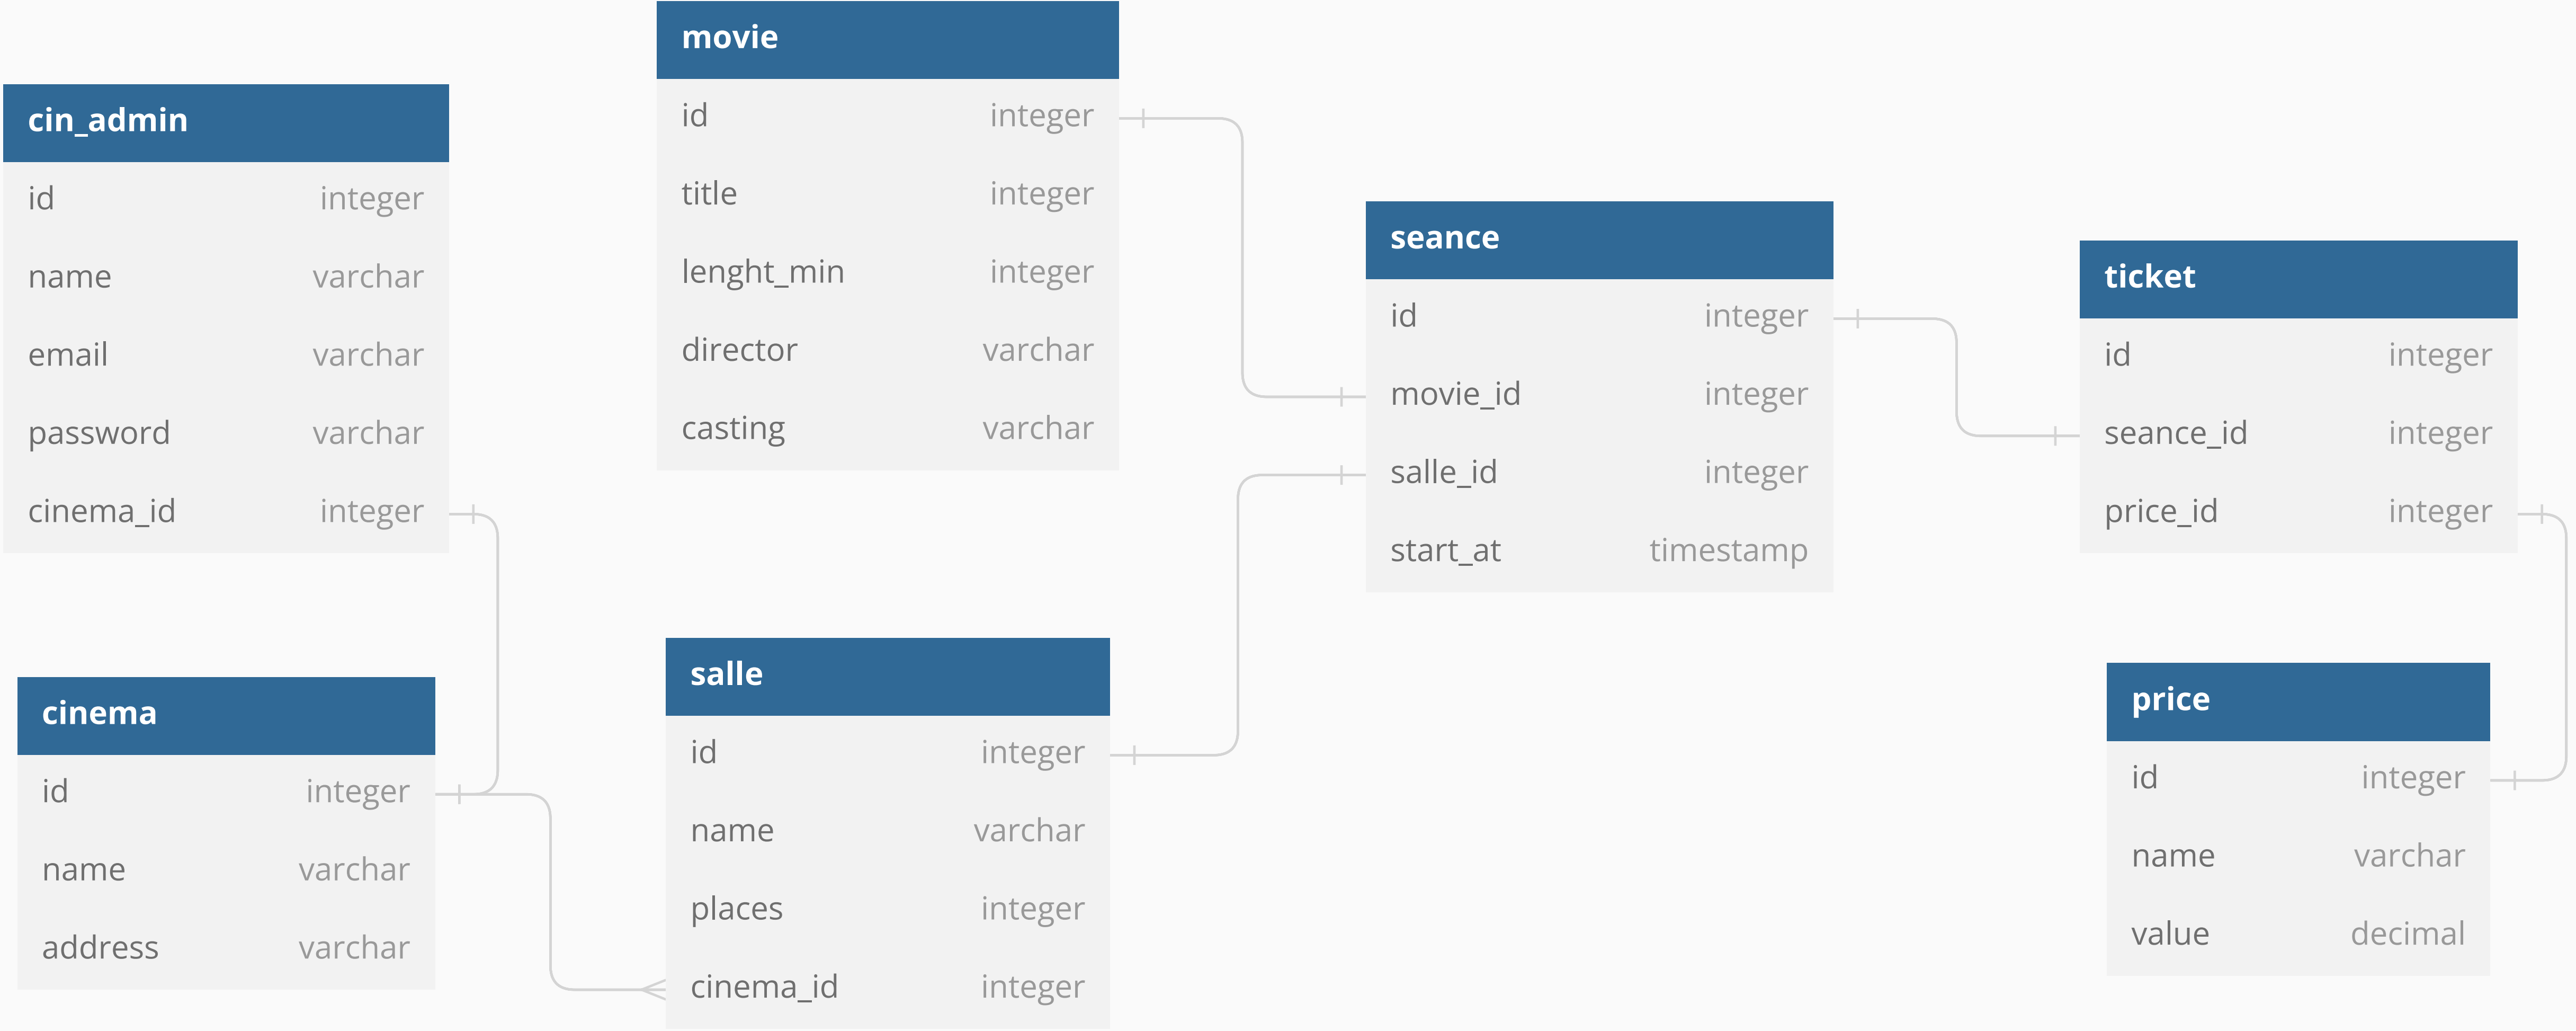 cin_admin
id integer
name varchar
email varchar
password varchar
cinema_id integer
cinema
id integer
name varchar
address varchar
movie
id integer
title integer
lenght_min integer
director varchar
casting varchar
salle
id integer
name varchar
places integer
cinema_id integer
seance
id integer
movie_id integer
salle_id integer
start_at timestamp
ticket
id integer
seance_id integer
price_id integer
price
id integer
name varchar
value decimal